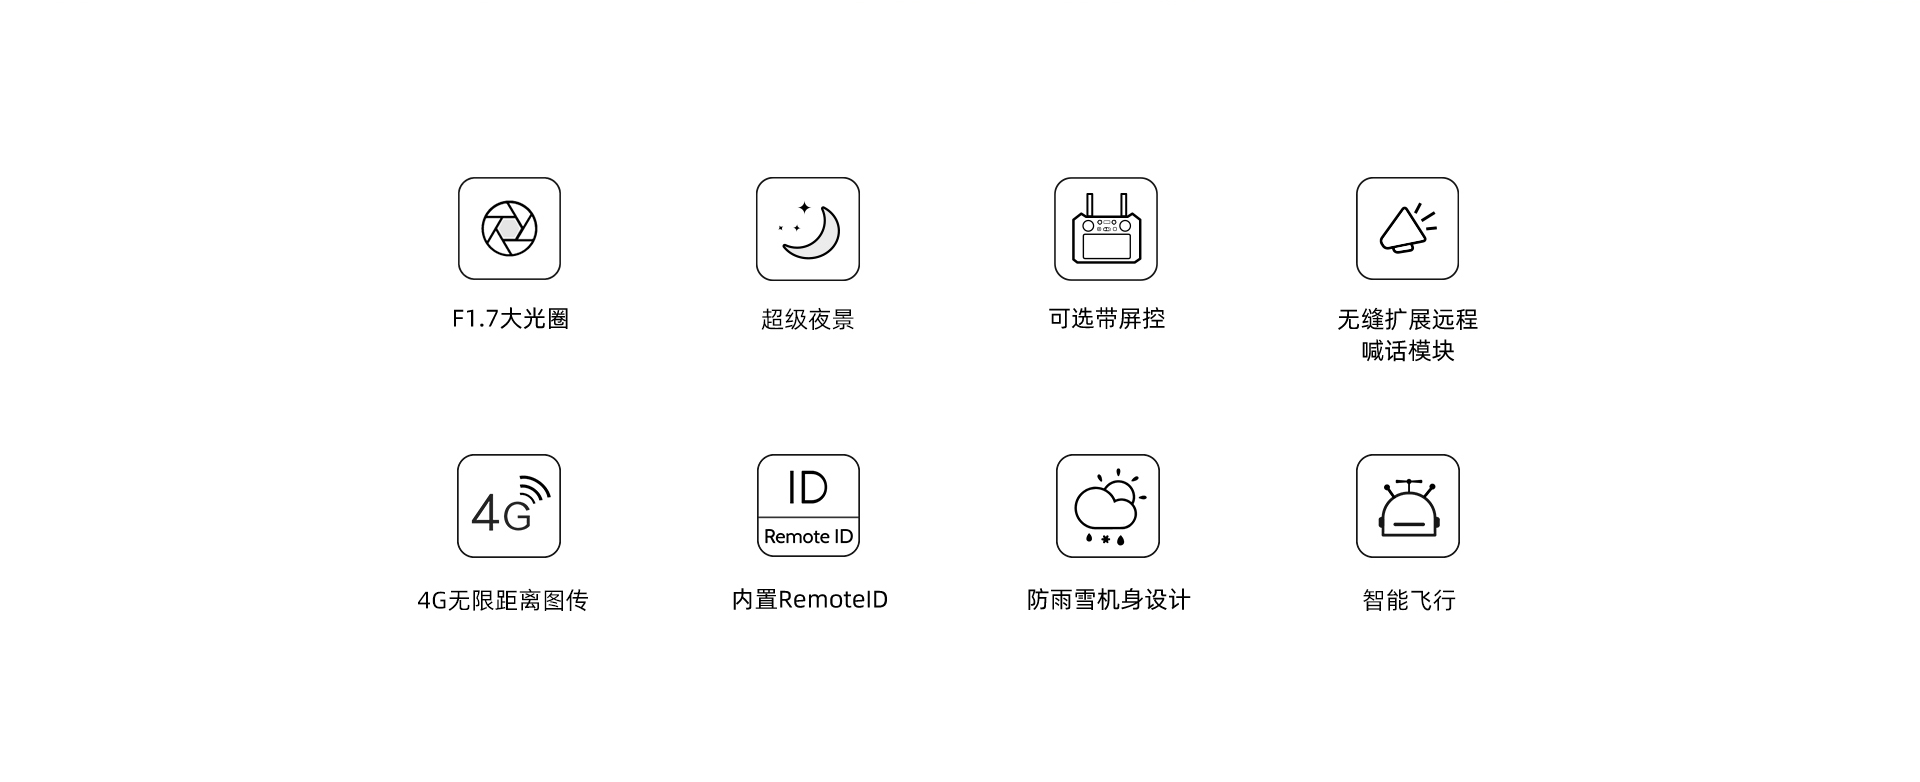 F1.7大光圈
超级夜景
可选带屏控
无缝扩展远程
喊话模块
4G
ID
Remote ID
4G无限距离图传
内置RemoteID
防雨雪机身设计
智能飞行